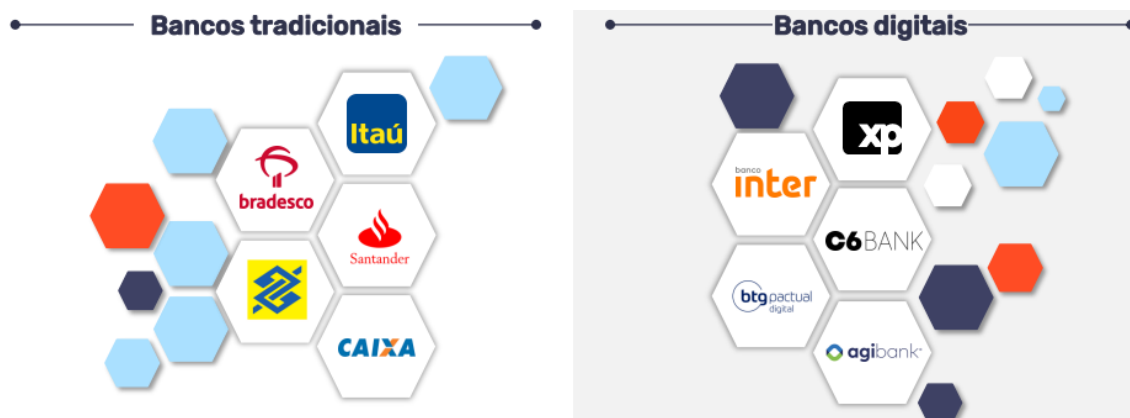 Bancos tradicionais
Itaú
bradesco
Santander
CAIXA
Bancos digitais
xp
banco
inter
C6 BANK
btg pactual
digital
agibank